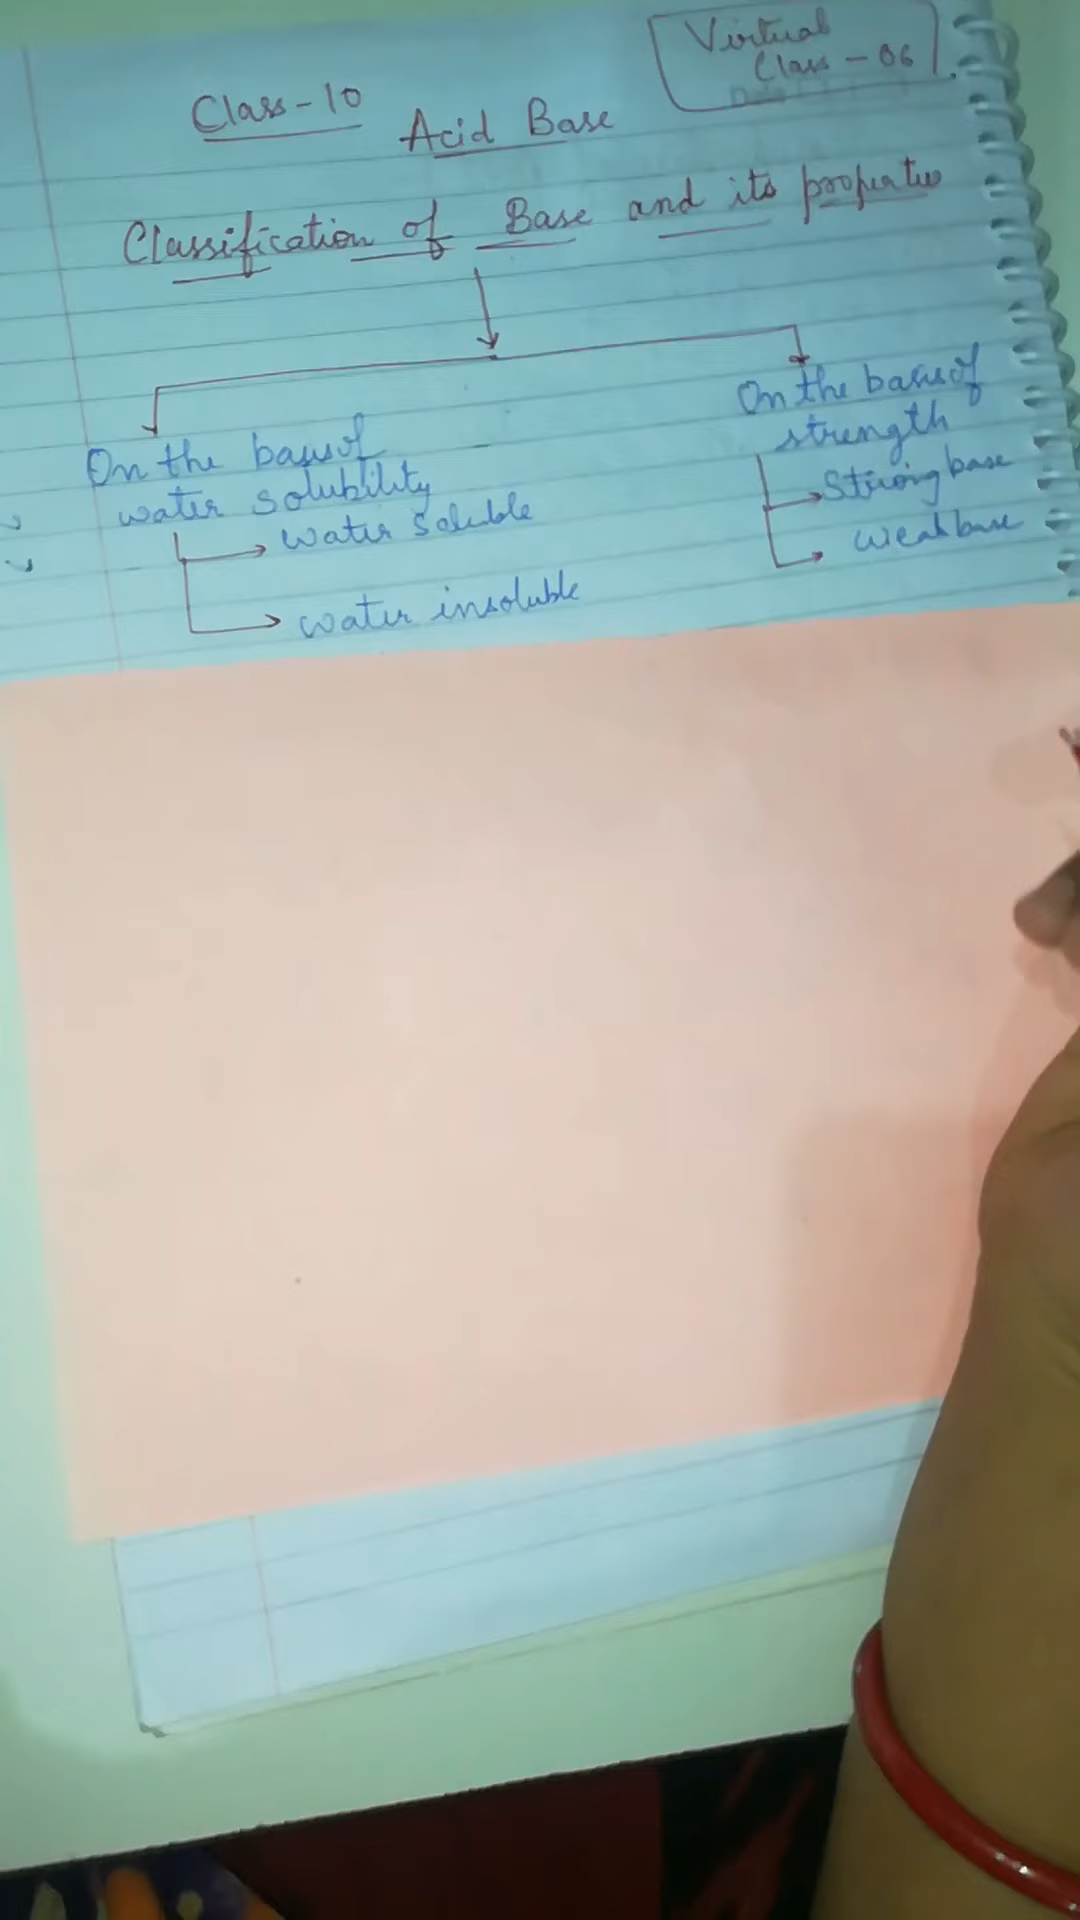 Virtual
Class - 06
Class-10
Acid Base
Classification of Base and its properties
On the basis of
water solubility
water soluble
water insoluble
On the basis of
strength
Strong base
weak base